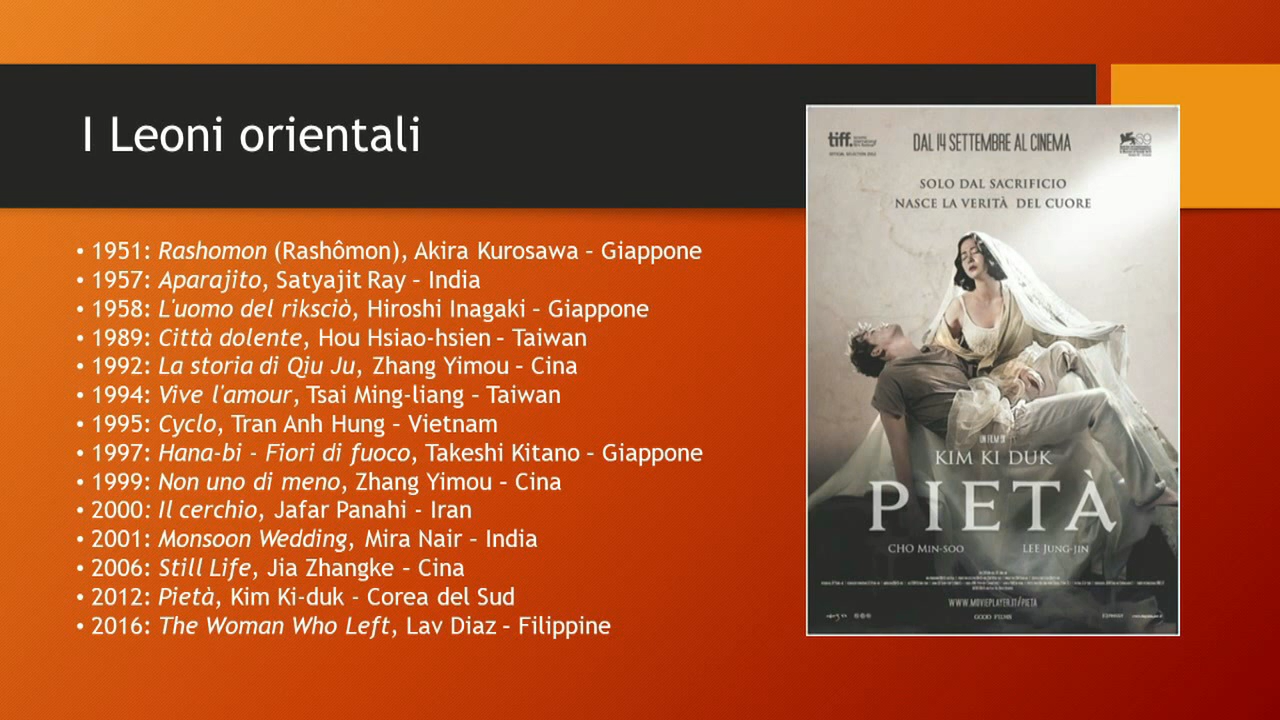 I Leoni orientali
• 1951: Rashomon (Rashômon), Akira Kurosawa – Giappone
• 1957: Aparajito, Satyajit Ray – India
• 1958: L'uomo del riksciò, Hiroshi Inagaki – Giappone
• 1989: Città dolente, Hou Hsiao-hsien – Taiwan
• 1992: La storia di Qiu Ju, Zhang Yimou – Cina
• 1994: Vive l'amour, Tsai Ming-liang – Taiwan
• 1995: Cyclo, Tran Anh Hung – Vietnam
• 1997: Hana-bi - Fiori di fuoco, Takeshi Kitano – Giappone
• 1999: Non uno di meno, Zhang Yimou – Cina
• 2000: Il cerchio, Jafar Panahi - Iran
• 2001: Monsoon Wedding, Mira Nair – India
• 2006: Still Life, Jia Zhangke – Cina
• 2012: Pietà, Kim Ki-duk - Corea del Sud
• 2016: The Woman Who Left, Lav Diaz – Filippine
tiff.
DAL 14 SETTEMBRE AL CINEMA
69
SOLO DAL SACRIFICIO
NASCE LA VERITÀ DEL CUORE
UN FILM DI
KIM KI DUK
PIETÀ
CHO MIN-SOO LEE JUNG-JIN
WWW.MOVIEPLAYER.IT/PIETA